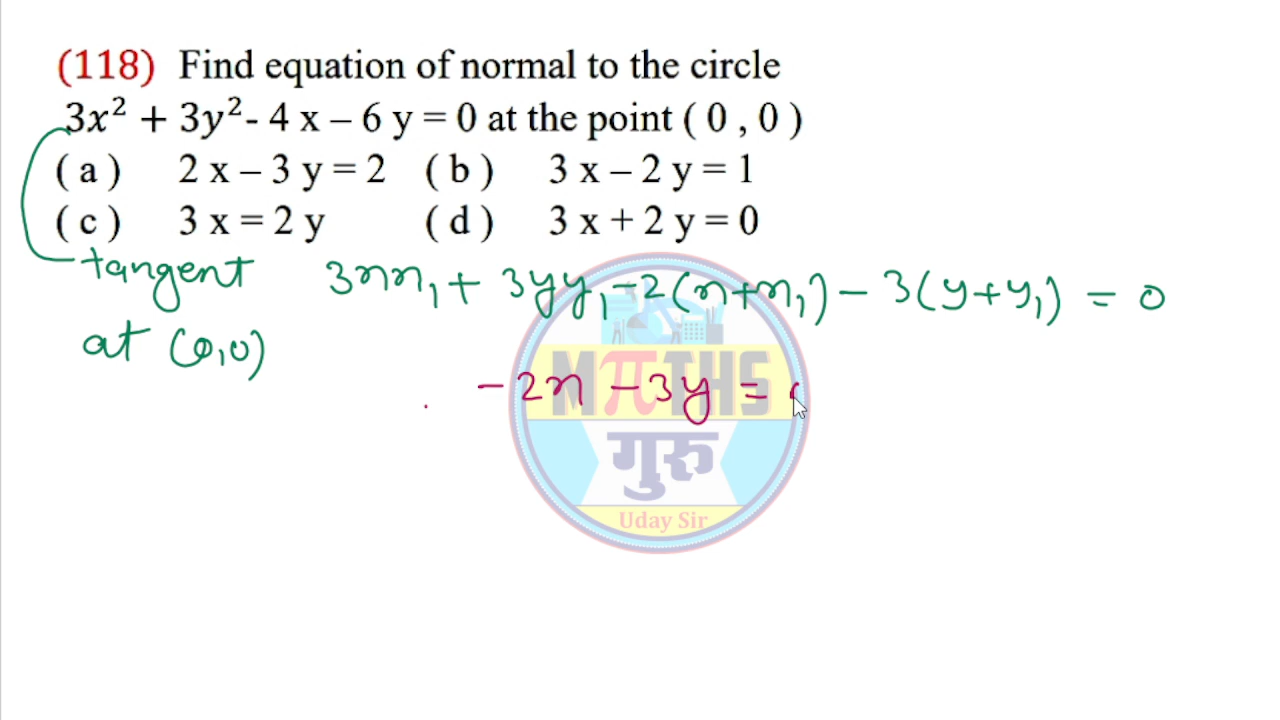 (118) Find equation of normal to the circle
3x² + 3y² - 4 x – 6 y = 0 at the point ( 0 , 0 )
( a ) 2 x – 3 y = 2 ( b ) 3 x – 2 y = 1
( c ) 3 x = 2 y ( d ) 3 x + 2 y = 0
tangent 3xx₁ + 3yy₁ - 2(x+x₁) - 3(y+y₁) = 0
at (0,0)
- 2x - 3y =
MπTHS
गुरु
Uday Sir